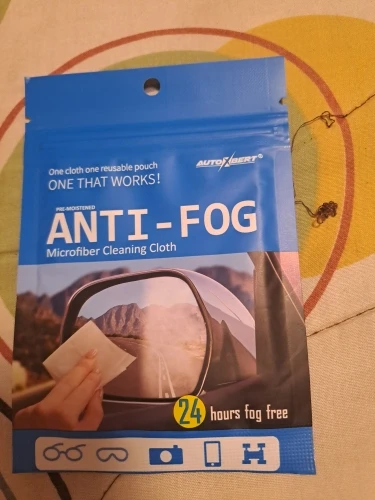 One cloth one reusable pouch
ONE THAT WORKS!
AUTOXBERT®
PRE-MOISTENED
ANTI-FOG
Microfiber Cleaning Cloth
24 hours fog free